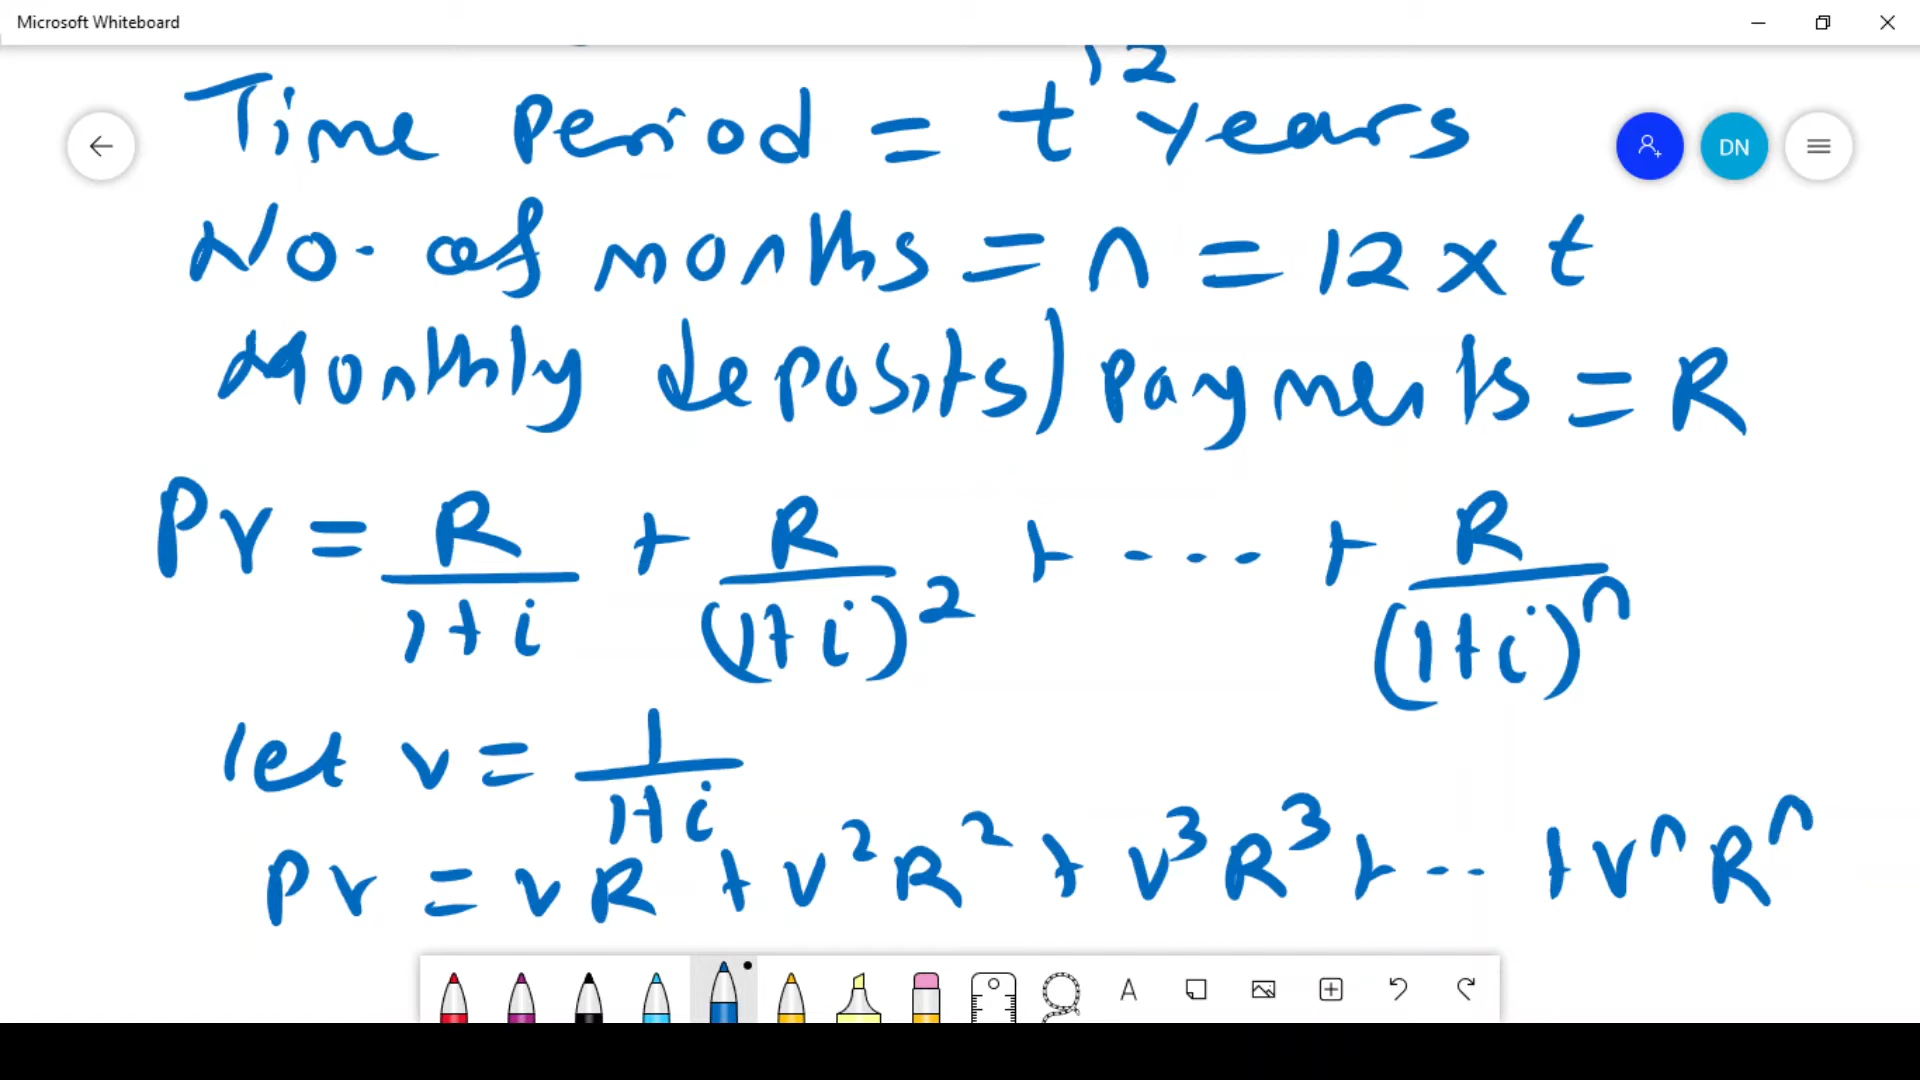 Microsoft Whiteboard
12
Time period = t years
DN
No. of months = n = 12 x t
Monthly deposits) payments = R
PV = R/(1+i) + R/(1+i)^2 + --- + R/(1+i)^n
let v = 1/(1+i)
PV = vR + v^2R^2 + v^3R^3 + -- + v^nR^n
A